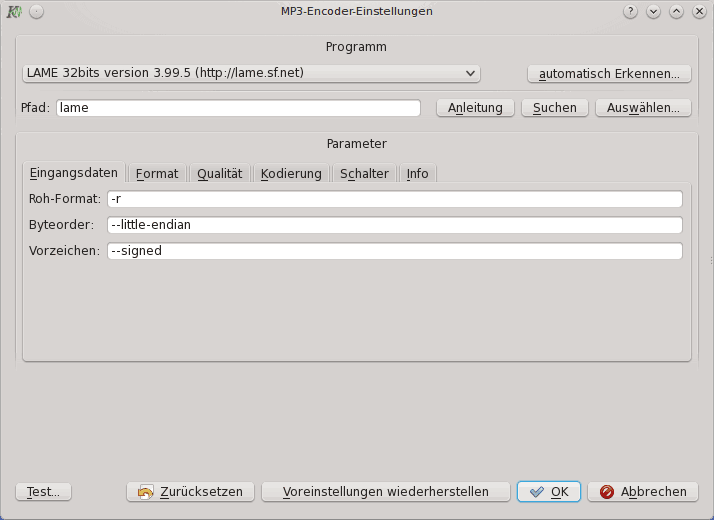 MP3-Encoder-Einstellungen
Programm
LAME 32bits version 3.99.5 (http://lame.sf.net) automatisch Erkennen...
Pfad: lame Anleitung Suchen Auswählen...
Parameter
Eingangsdaten Format Qualität Kodierung Schalter Info
Roh-Format: -r
Byteorder: --little-endian
Vorzeichen: --signed
Test... Zurücksetzen Voreinstellungen wiederherstellen OK Abbrechen